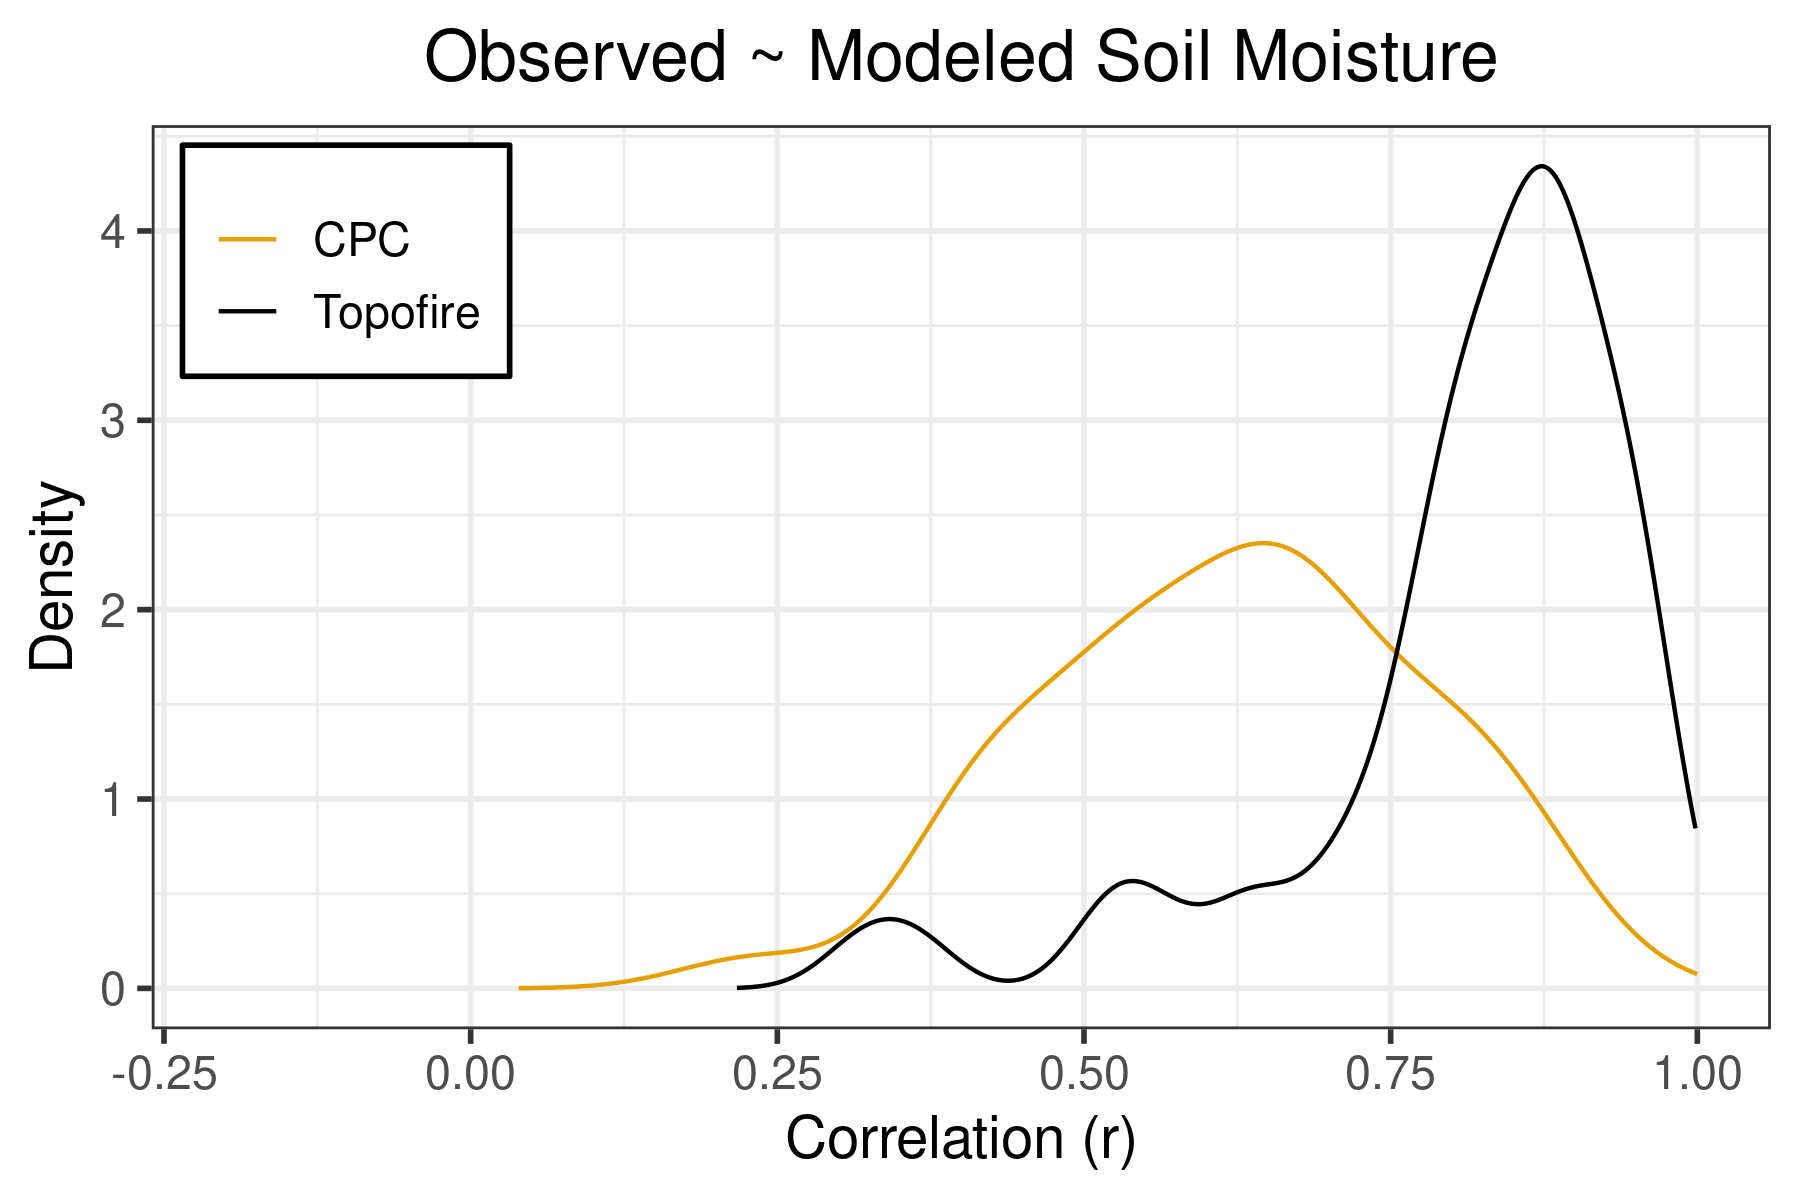 Observed ~ Modeled Soil Moisture
CPC
Topofire
Density
4
3
2
1
0
-0.25 0.00 0.25 0.50 0.75 1.00
Correlation (r)